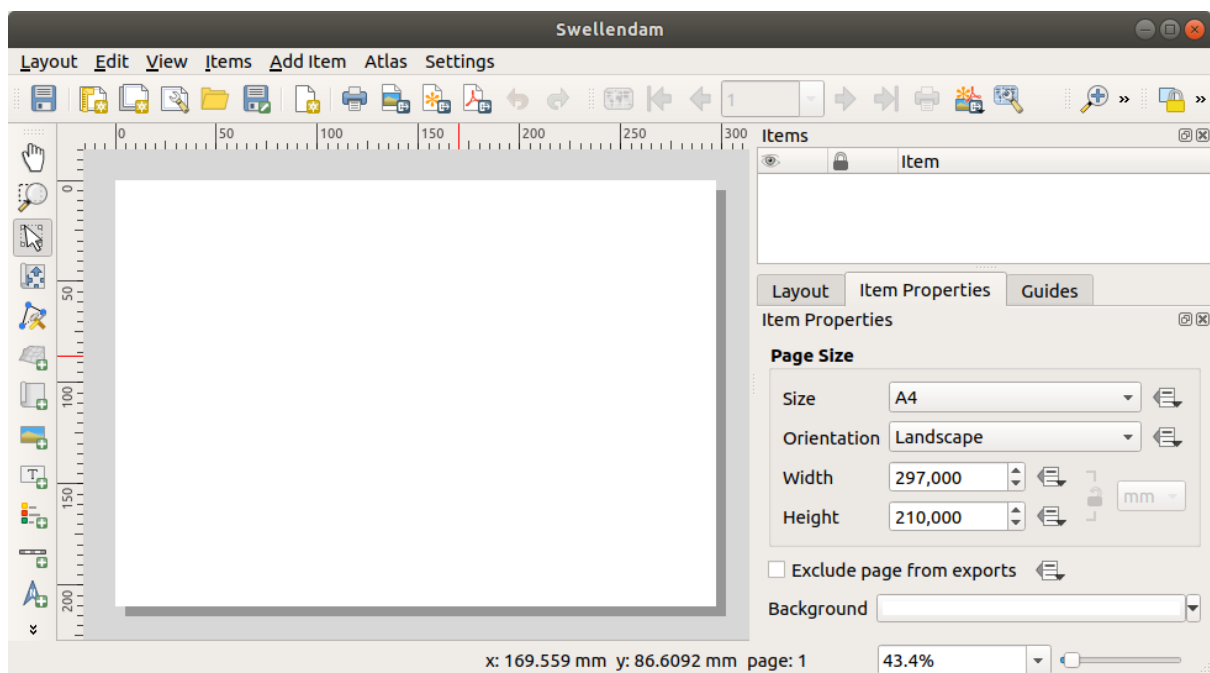 Swellendam
Layout Edit View Items Add Item Atlas Settings
1
» »
0 50 100 150 200 250 300
0
50
100
150
200
Items
Item
Layout Item Properties Guides
Item Properties
Page Size
Size A4
Orientation Landscape
Width 297,000
mm
Height 210,000
Exclude page from exports
Background
x: 169.559 mm y: 86.6092 mm page: 1 43.4%